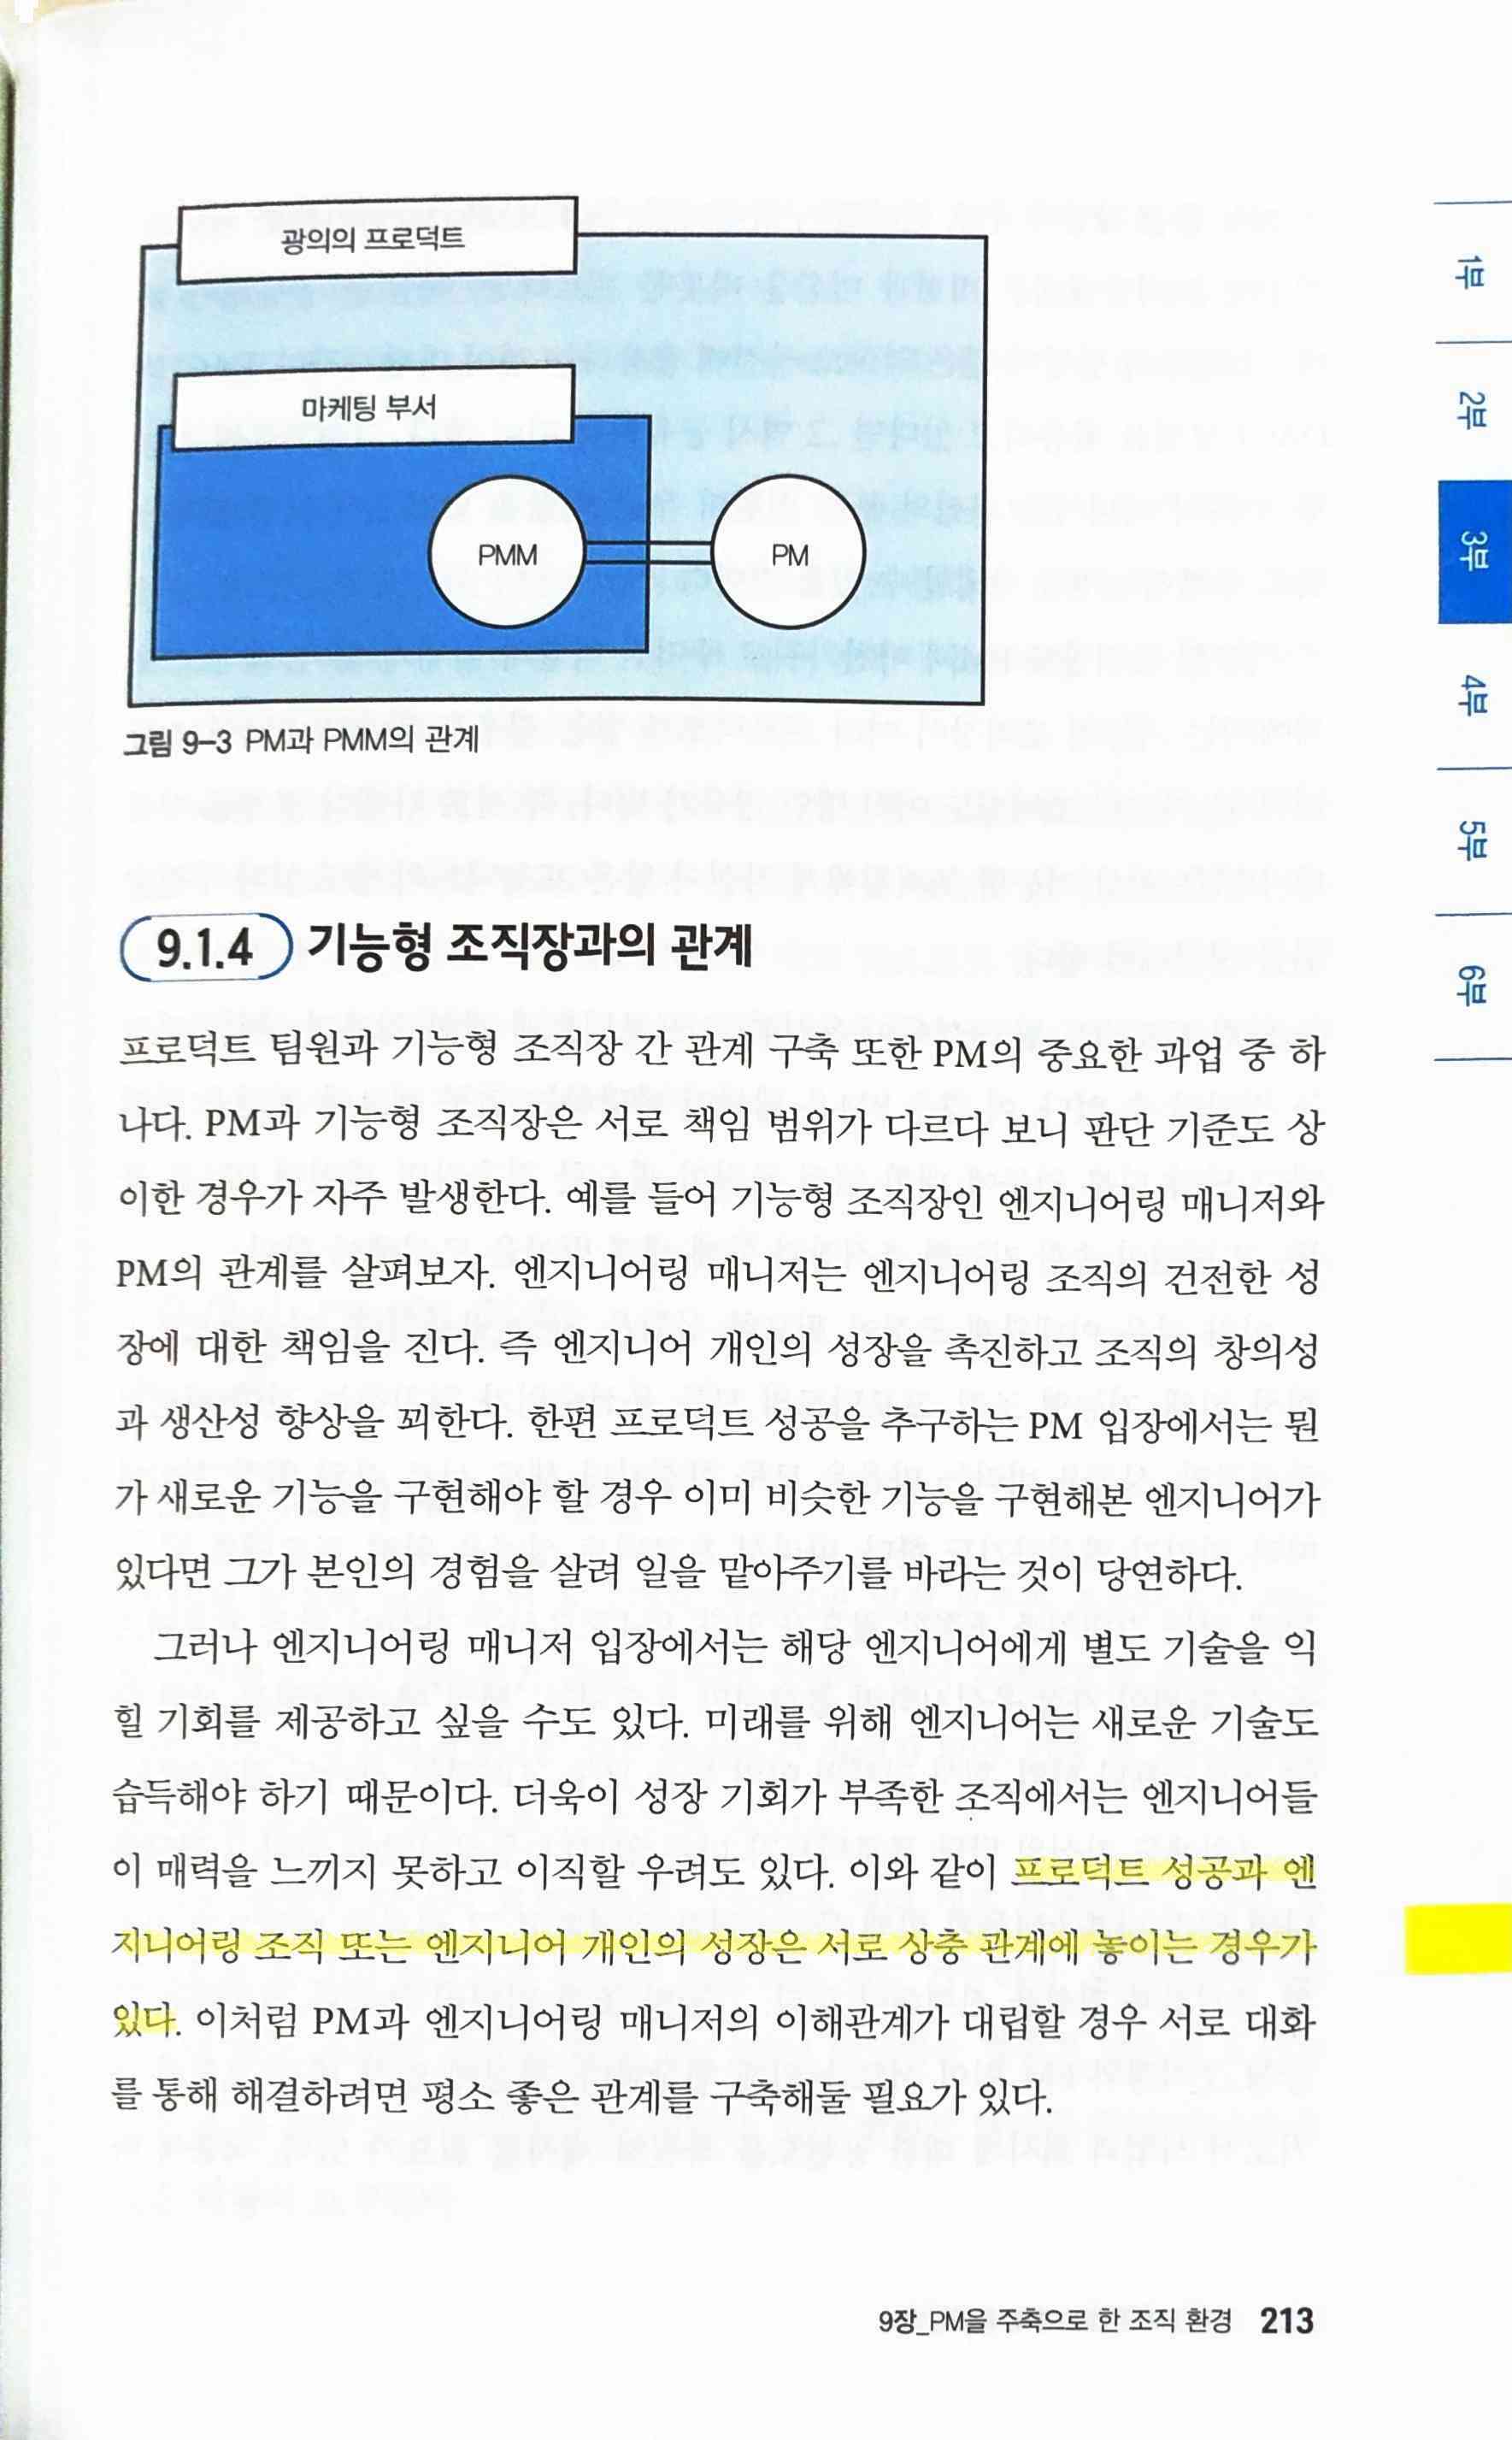 광의의 프로덕트
마케팅 부서
PMM
PM
그림 9-3 PM과 PMM의 관계
9.1.4 기능형 조직장과의 관계
프로덕트 팀원과 기능형 조직장 간 관계 구축 또한 PM의 중요한 과업 중 하
나다. PM과 기능형 조직장은 서로 책임 범위가 다르다 보니 판단 기준도 상
이한 경우가 자주 발생한다. 예를 들어 기능형 조직장인 엔지니어링 매니저와
PM의 관계를 살펴보자. 엔지니어링 매니저는 엔지니어링 조직의 건전한 성
장에 대한 책임을 진다. 즉 엔지니어 개인의 성장을 촉진하고 조직의 창의성
과 생산성 향상을 꾀한다. 한편 프로덕트 성공을 추구하는 PM 입장에서는 뭔
가 새로운 기능을 구현해야 할 경우 이미 비슷한 기능을 구현해본 엔지니어가
있다면 그가 본인의 경험을 살려 일을 맡아주기를 바라는 것이 당연하다.
그러나 엔지니어링 매니저 입장에서는 해당 엔지니어에게 별도 기술을 익
힐 기회를 제공하고 싶을 수도 있다. 미래를 위해 엔지니어는 새로운 기술도
습득해야 하기 때문이다. 더욱이 성장 기회가 부족한 조직에서는 엔지니어들
이 매력을 느끼지 못하고 이직할 우려도 있다. 이와 같이 프로덕트 성공과 엔
지니어링 조직 또는 엔지니어 개인의 성장은 서로 상충 관계에 놓이는 경우가
있다. 이처럼 PM과 엔지니어링 매니저의 이해관계가 대립할 경우 서로 대화
를 통해 해결하려면 평소 좋은 관계를 구축해둘 필요가 있다.
9장_PM을 주축으로 한 조직 환경 213
1부
2부
3부
4부
5부
6부